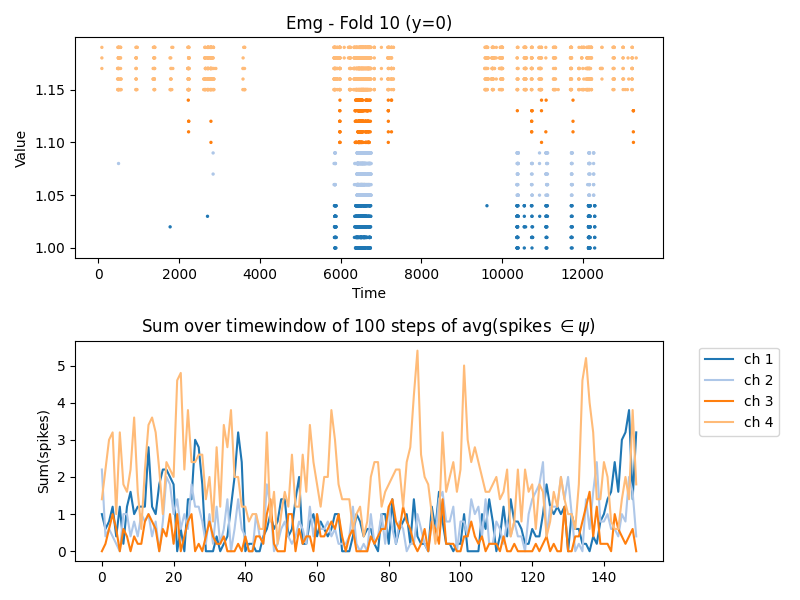 Emg - Fold 10 (y=0)
Value
1.15
1.10
1.05
1.00
0 2000 4000 6000 8000 10000 12000
Time
Sum over timewindow of 100 steps of avg(spikes ∈ψ)
Sum(spikes)
5
4
3
2
1
0
0 20 40 60 80 100 120 140
ch 1
ch 2
ch 3
ch 4